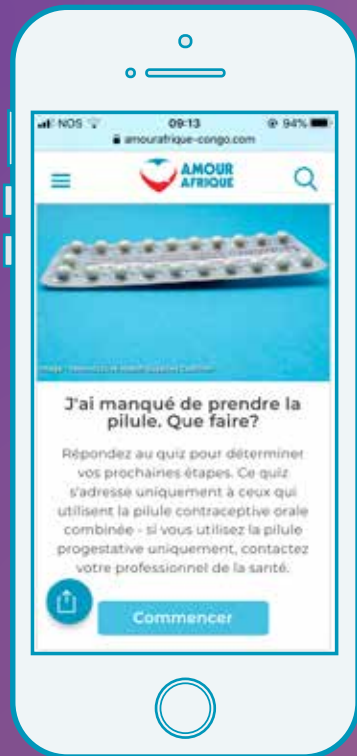 NOS 09:13 94%
amourafrique-congo.com
AMOUR
AFRIQUE
J'ai manqué de prendre la
pilule. Que faire?
Répondez au quiz pour déterminer
vos prochaines étapes. Ce quiz
s'adresse uniquement à ceux qui
utilisent la pilule contraceptive orale
combinée - si vous utilisez la pilule
progestative uniquement, contactez
votre professionnel de la santé.
Commencer